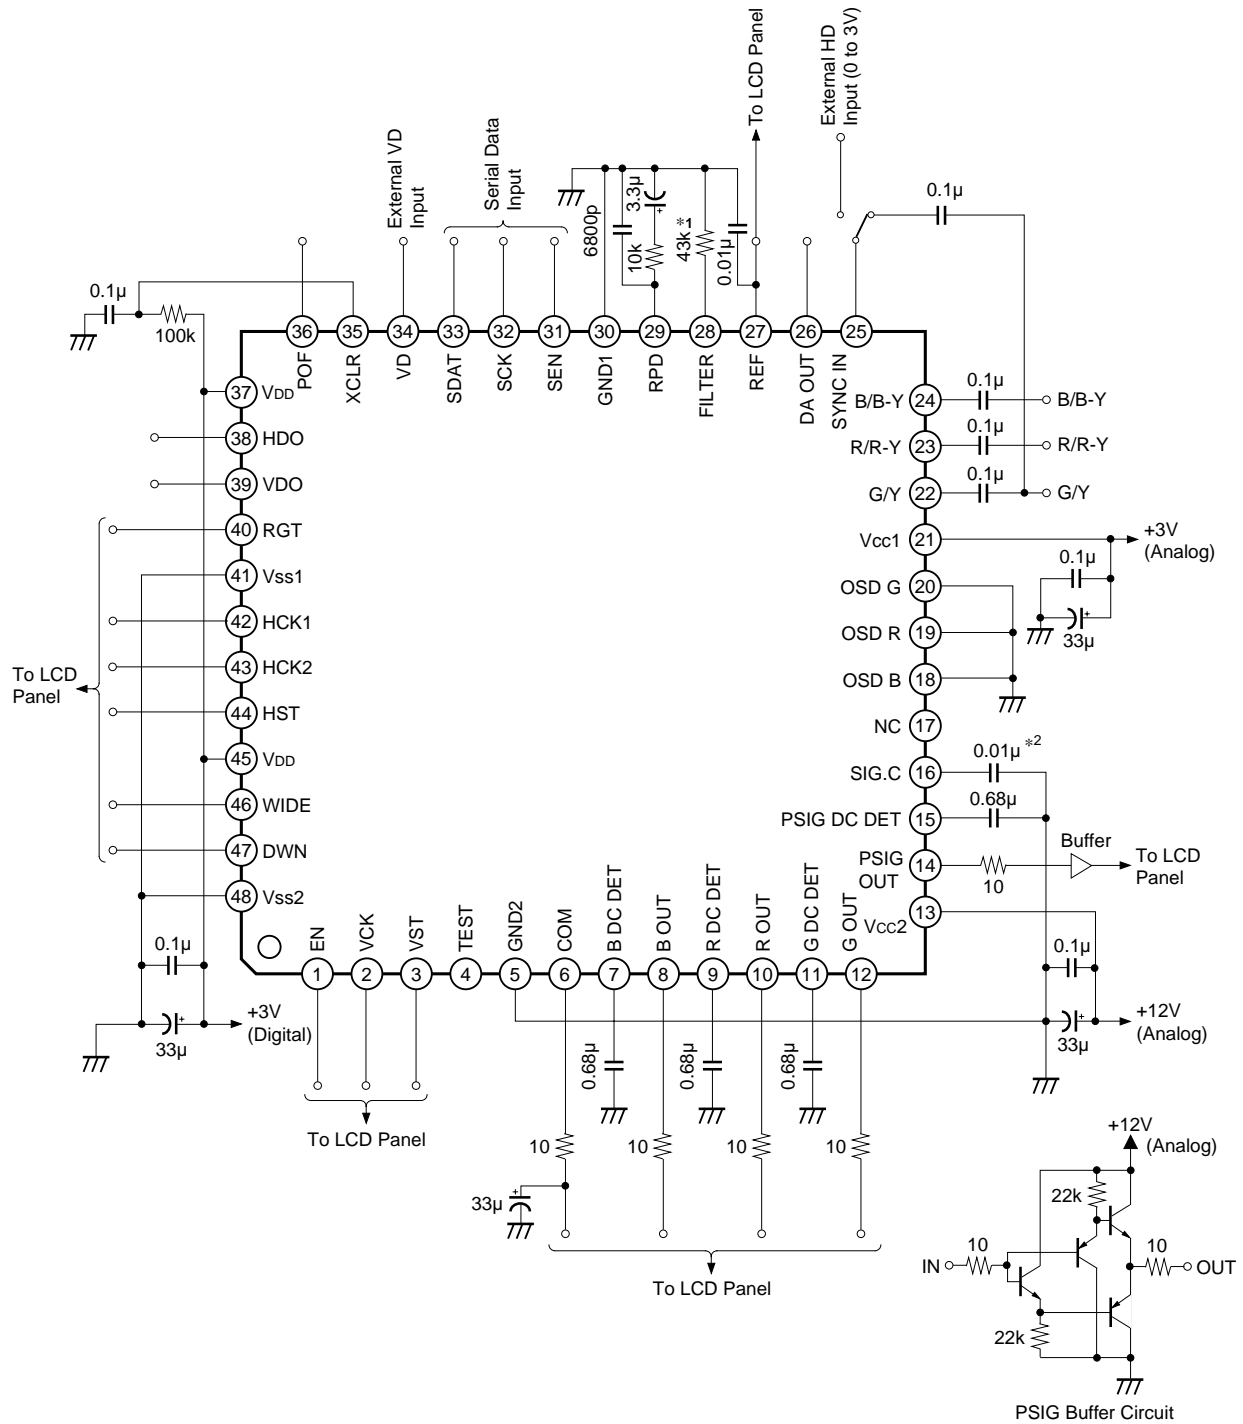 To LCD Panel
External HD
Input (0 to 3V)
External VD
Input
Serial Data
Input
6800p
3.3µ
10k
43k *1
0.01µ
0.1µ
0.1µ
100k
36
35
34
33
32
31
30
29
28
27
26
25
POF
XCLR
VD
SDAT
SCK
SEN
GND1
RPD
FILTER
REF
DA OUT
SYNC IN
37 VDD
38 HDO
39 VDO
40 RGT
41 Vss1
42 HCK1
43 HCK2
44 HST
45 VDD
46 WIDE
47 DWN
48 Vss2
To LCD
Panel
0.1µ
33µ
+3V
(Digital)
B/B-Y 24 0.1µ B/B-Y
R/R-Y 23 0.1µ R/R-Y
G/Y 22 0.1µ G/Y
Vcc1 21
+3V
(Analog)
0.1µ
33µ
OSD G 20
OSD R 19
OSD B 18
NC 17
SIG.C 16 0.01µ *2
PSIG DC DET 15 0.68µ
PSIG
OUT
14
10
Buffer
To LCD
Panel
VCC2 13
0.1µ
33µ
+12V
(Analog)
EN
VCK
VST
TEST
GND2
COM
B DC DET
B OUT
R DC DET
R OUT
G DC DET
G OUT
1
2
3
4
5
6
7
8
9
10
11
12
0.68µ
0.68µ
0.68µ
To LCD Panel
10
10
10
10
33µ
To LCD Panel
+12V
(Analog)
22k
IN
10
10
OUT
22k
PSIG Buffer Circuit